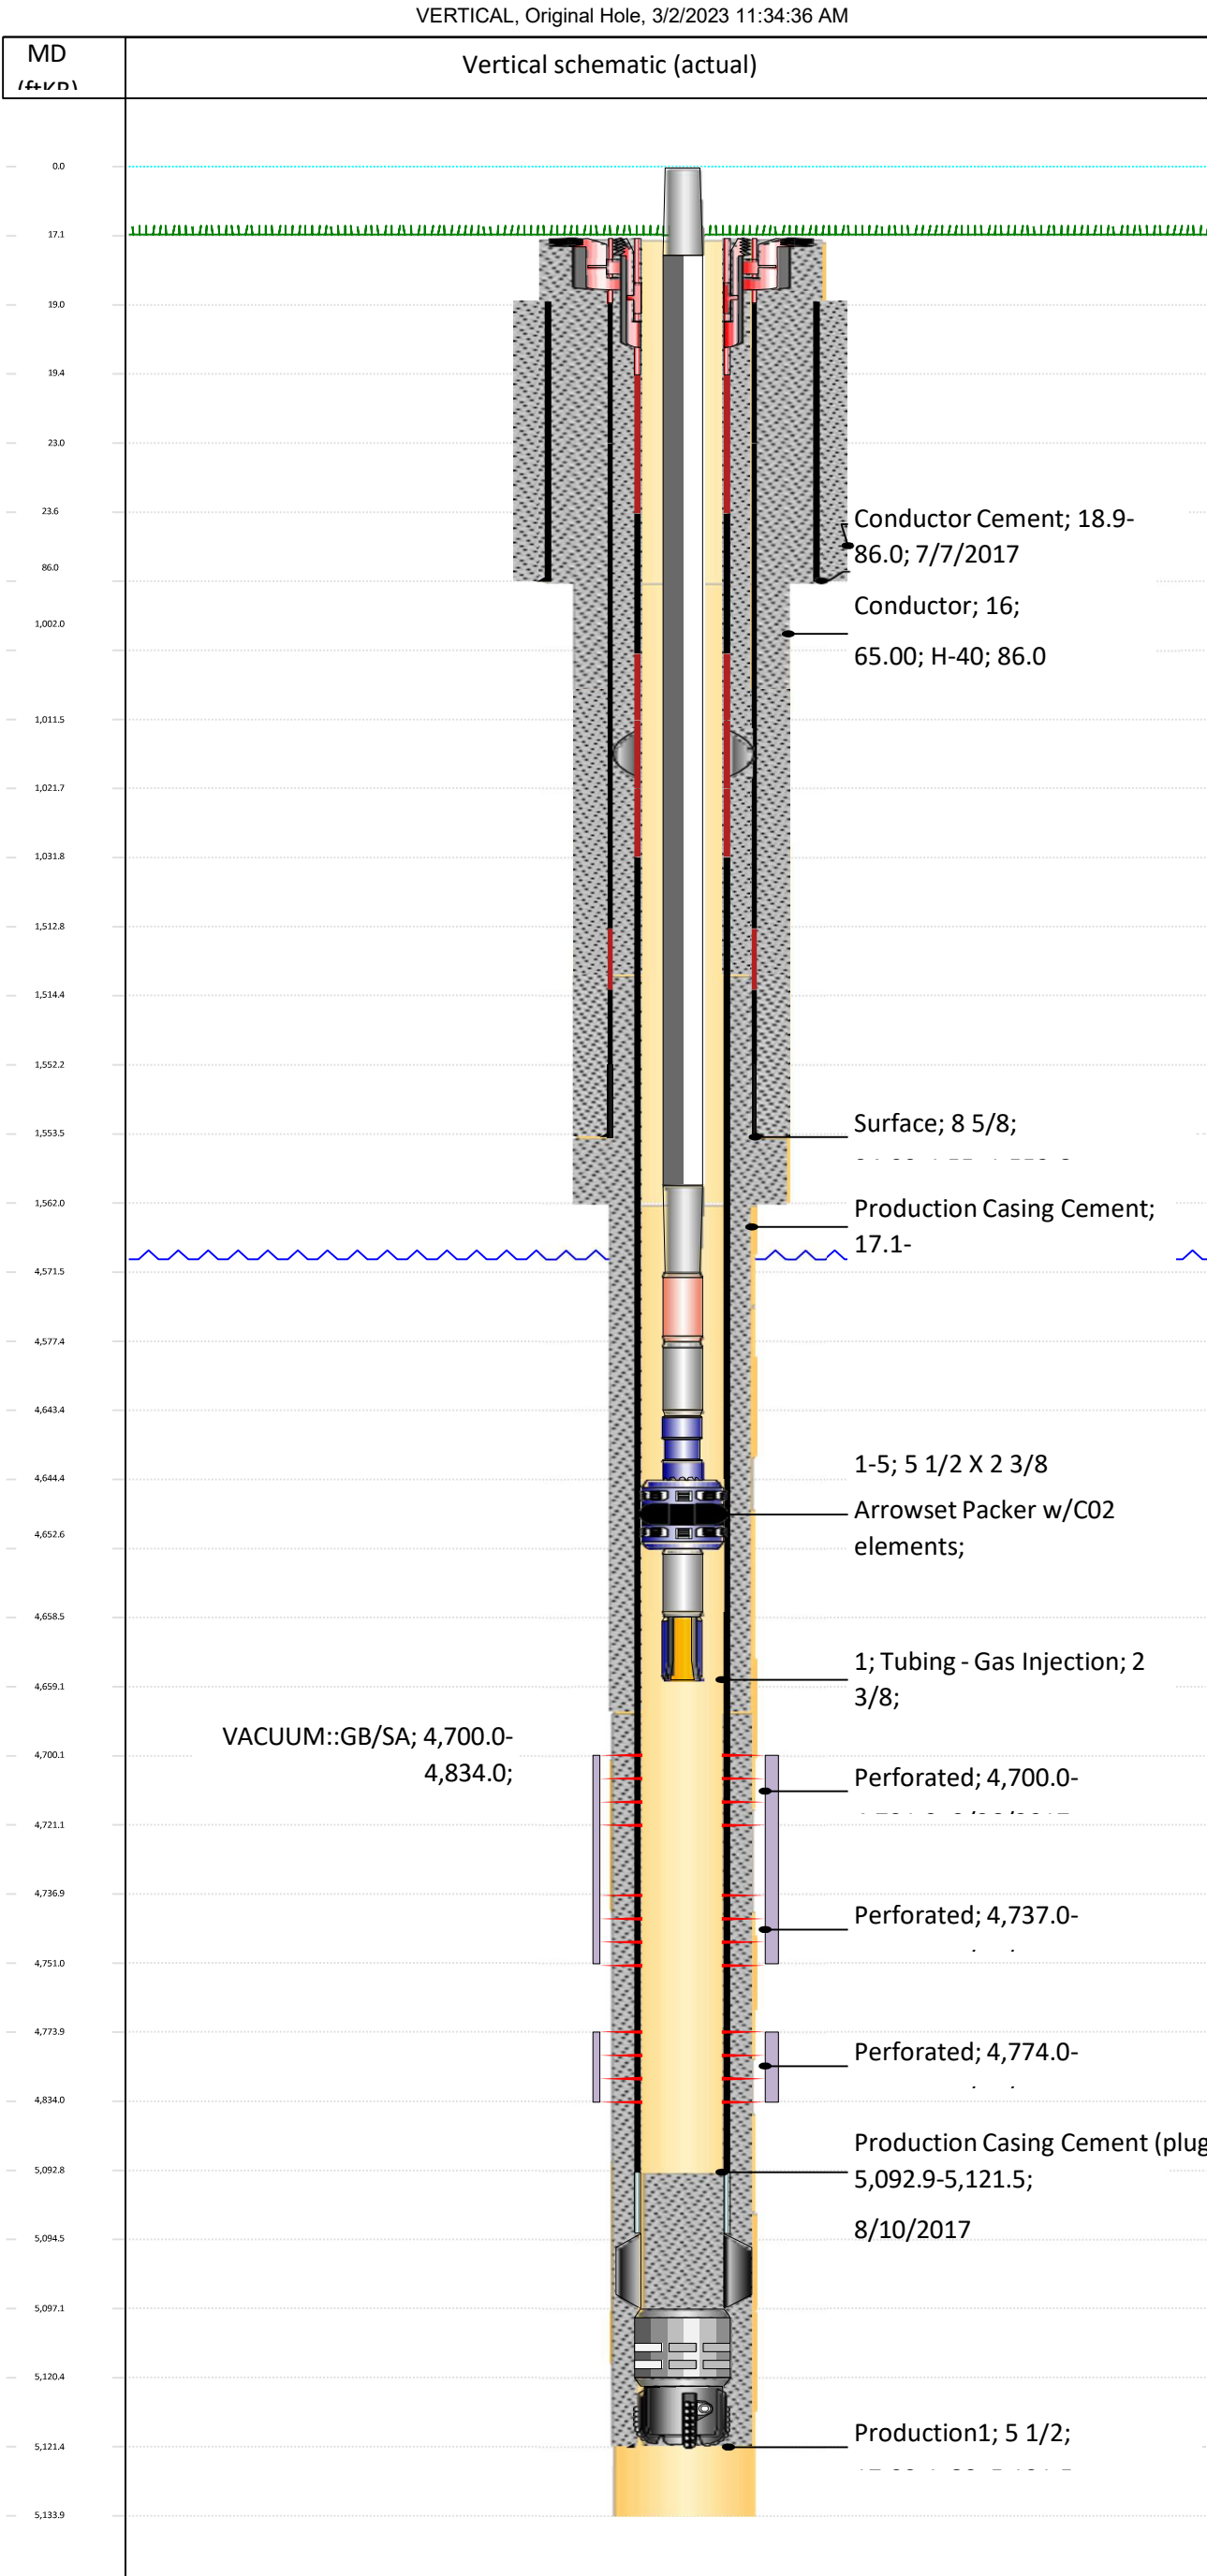 VERTICAL, Original Hole, 3/2/2023 11:34:36 AM
MD
(ftKB)
Vertical schematic (actual)
0.0
17.1
19.0
19.4
23.0
23.6
86.0
1,002.0
1,011.5
1,021.7
1,031.8
1,512.8
1,514.4
1,552.2
1,553.5
1,562.0
4,571.5
4,577.4
4,643.4
4,644.4
4,652.6
4,658.5
4,659.1
4,700.1
4,721.1
4,736.9
4,751.0
4,773.9
4,834.0
5,092.8
5,094.5
5,097.1
5,120.4
5,121.4
5,133.9
VACUUM::GB/SA; 4,700.0-
4,834.0;
Conductor Cement; 18.9-
86.0; 7/7/2017
Conductor; 16;
65.00; H-40; 86.0
Surface; 8 5/8;
Production Casing Cement;
17.1-
1-5; 5 1/2 X 2 3/8
Arrowset Packer w/C02
elements;
1; Tubing - Gas Injection; 2
3/8;
Perforated; 4,700.0-
Perforated; 4,737.0-
Perforated; 4,774.0-
Production Casing Cement (plug
5,092.9-5,121.5;
8/10/2017
Production1; 5 1/2;